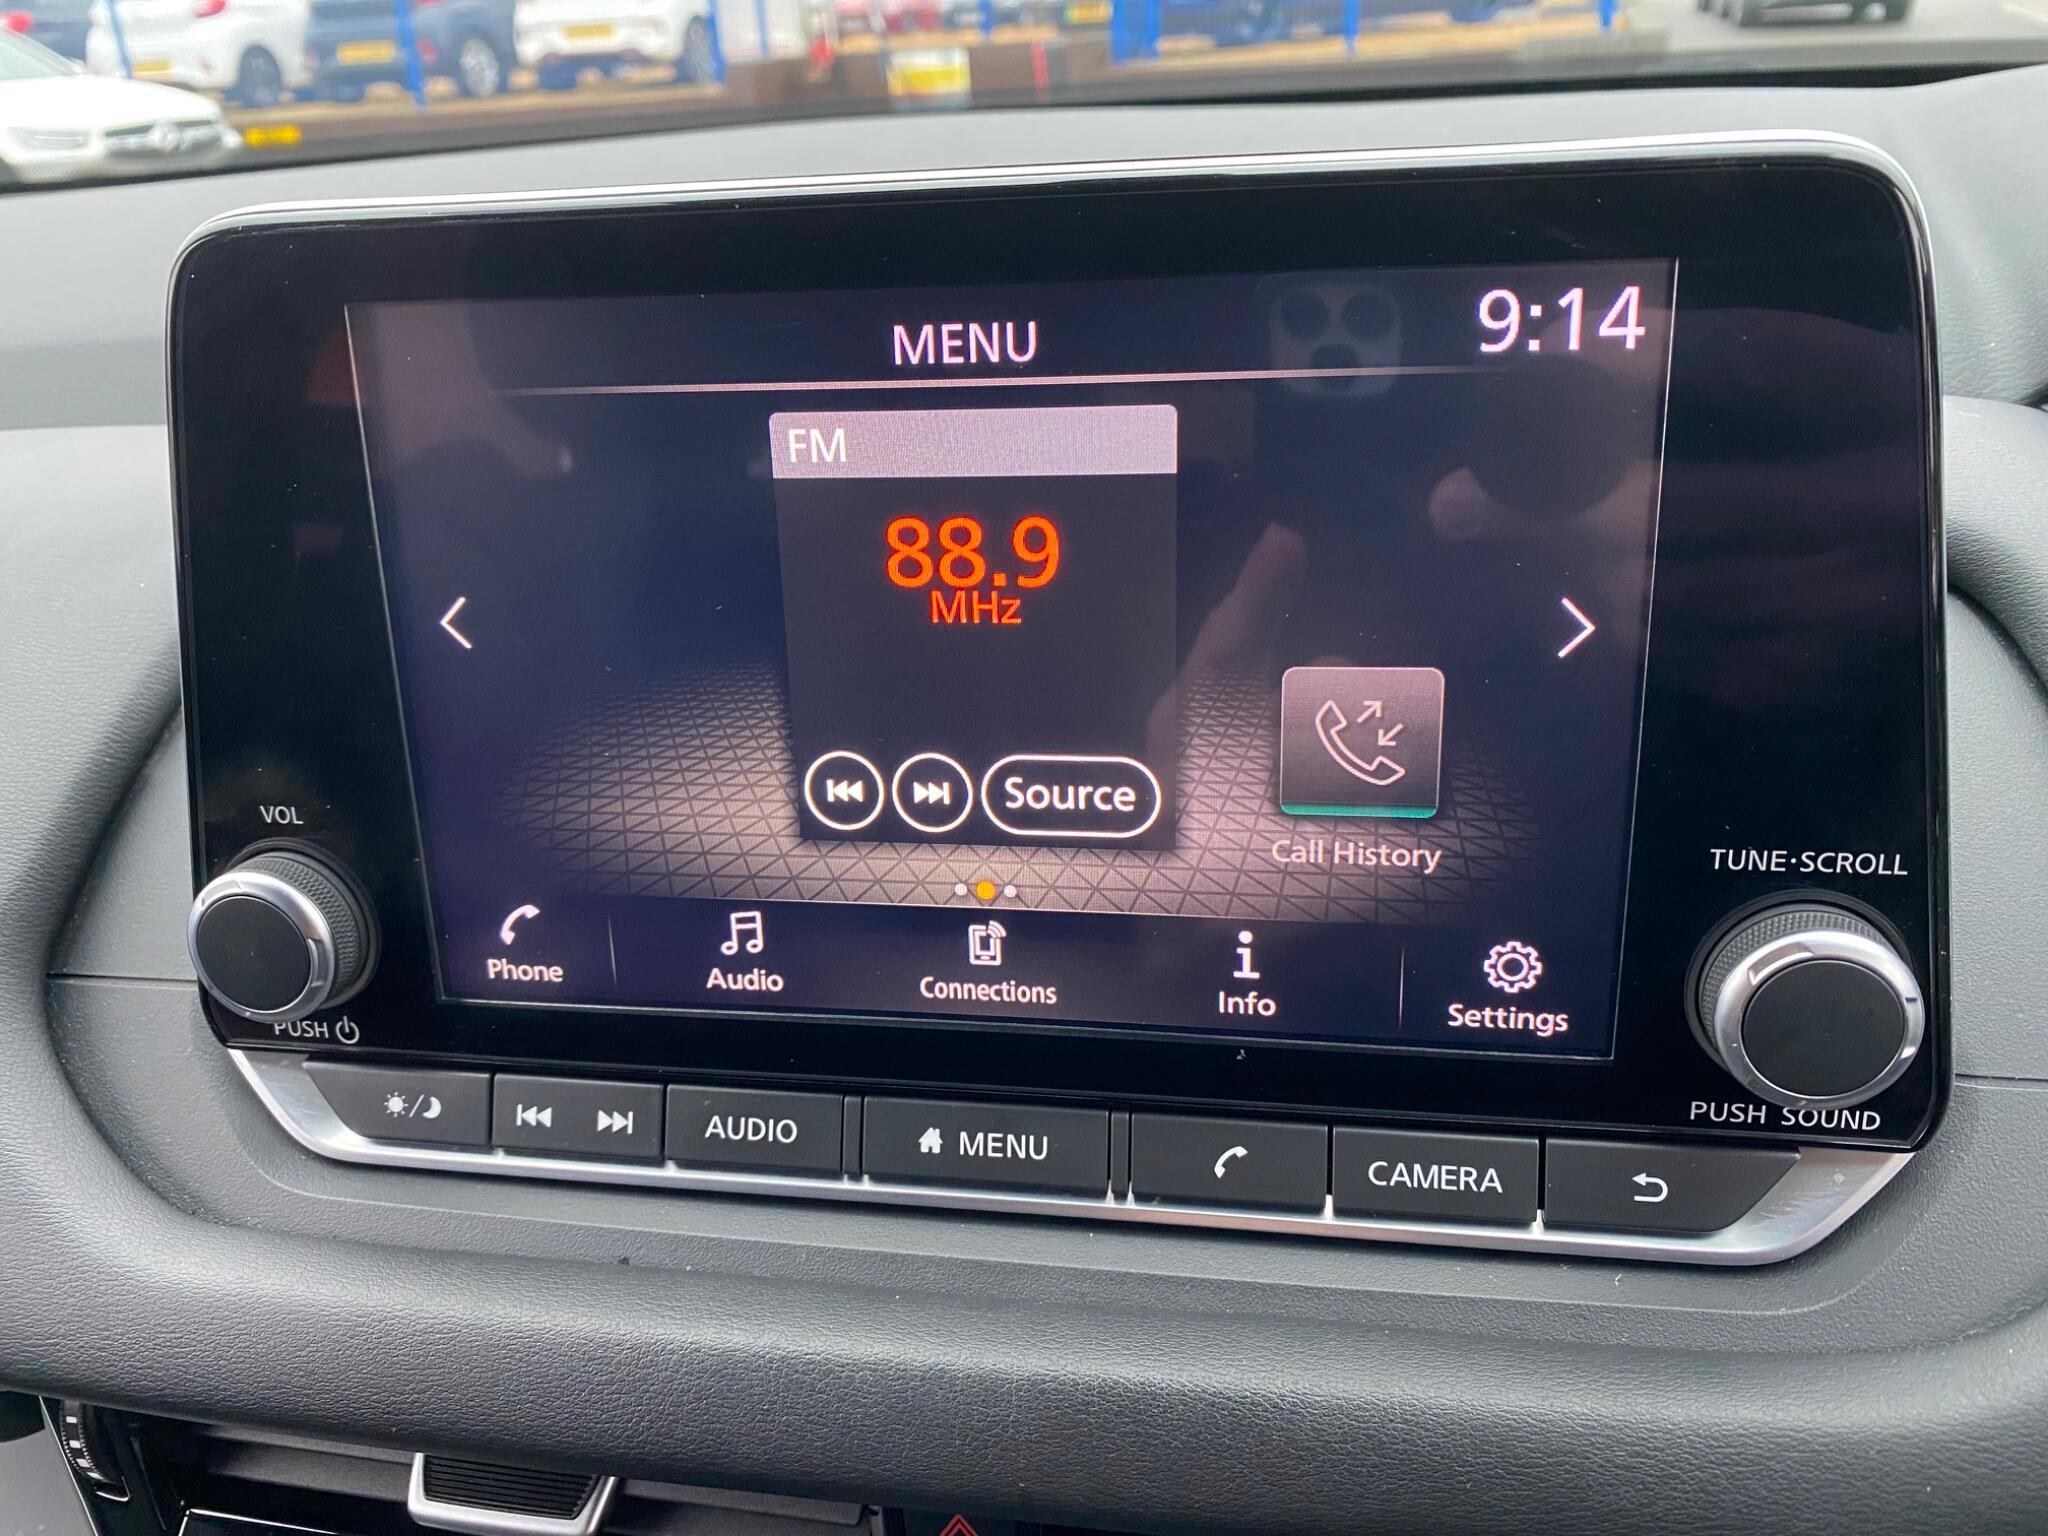 MENU
9:14
FM
88.9
MHz
Source
Call History
VOL
TUNE·SCROLL
Phone
Audio
Connections
Info
Settings
PUSH
PUSH SOUND
AUDIO
MENU
CAMERA